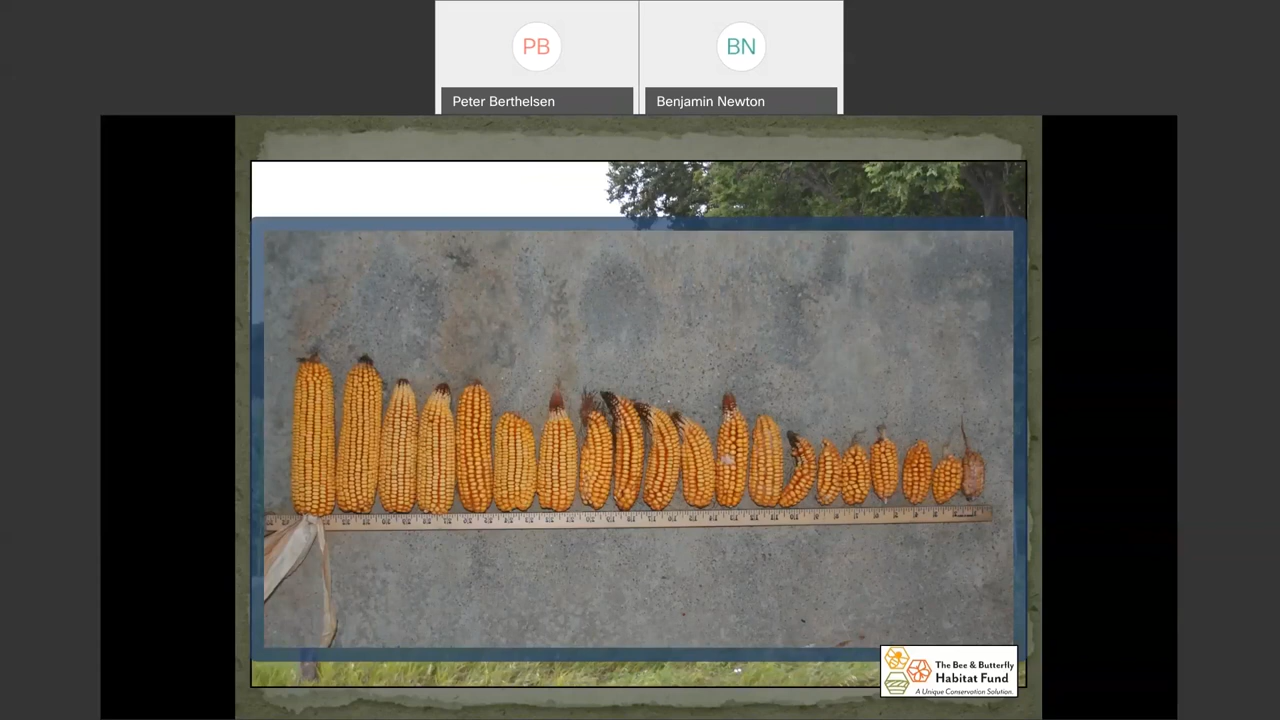 PB
BN
Peter Berthelsen
Benjamin Newton
The Bee & Butterfly
Habitat Fund
A Unique Conservation Solution.